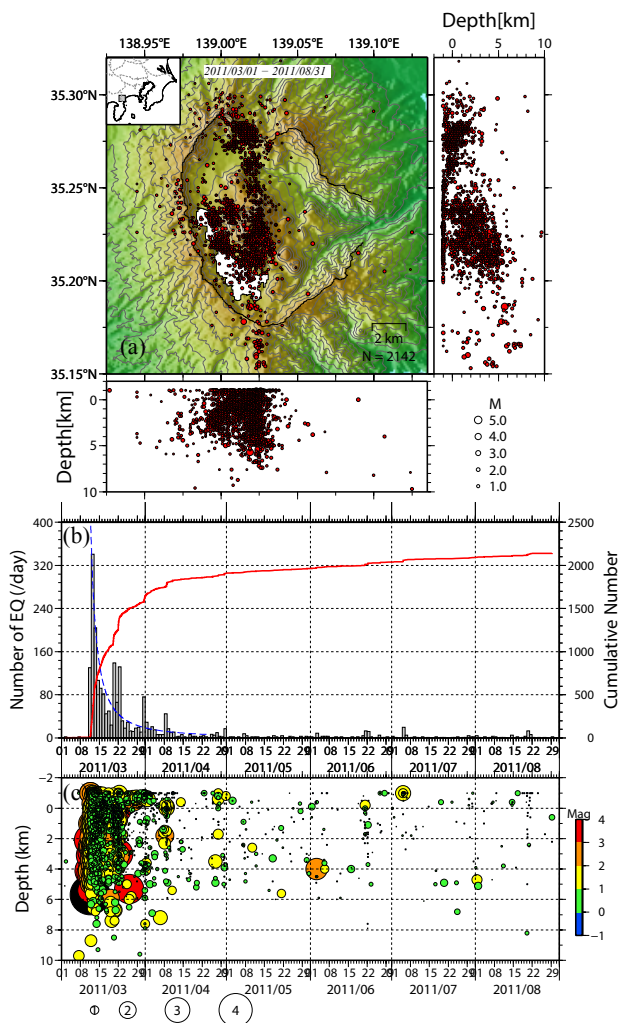 Depth[km]
138.95°E 139.00°E 139.05°E 139.10°E 0 5 10
2011/03/01 − 2011/08/31
35.30°N
35.25°N
35.20°N
35.15°N
(a)
2 km
N = 2142
Depth[km]
0
5
10
M
5.0
4.0
3.0
2.0
1.0
(b)
Number of EQ (/day)
400
320
240
160
80
0
Cumulative Number
2500
2000
1500
1000
500
0
01 08 15 22 29 01 08 15 22 29 01 08 15 22 29 01 08 15 22 29 01 08 15 22 29 01 08 15 22 29
2011/03 2011/04 2011/05 2011/06 2011/07 2011/08
(c)
Depth (km)
−2
0
2
4
6
8
10
Mag
4
3
2
1
0
−1
01 08 15 22 29 01 08 15 22 29 01 08 15 22 29 01 08 15 22 29 01 08 15 22 29 01 08 15 22 29
2011/03 2011/04 2011/05 2011/06 2011/07 2011/08
1 2 3 4